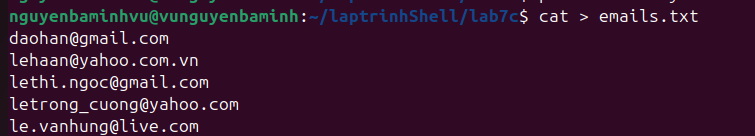 nguyenbaminhvu@vunguyenbaminh:~/laptrinhShell/lab7c$ cat > emails.txt
daohan@gmail.com
lehaan@yahoo.com.vn
lethi.ngoc@gmail.com
letrong_cuong@yahoo.com
le.vanhung@live.com